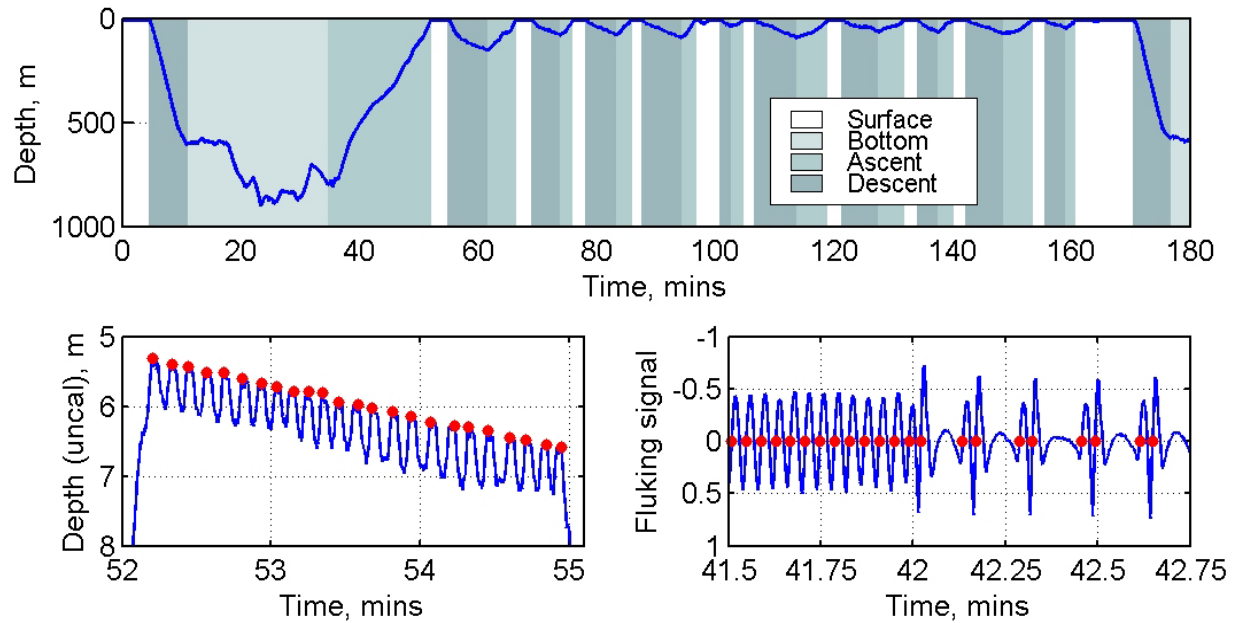 0
500
1000
Depth, m
0 20 40 60 80 100 120 140 160 180
Time, mins
Surface
Bottom
Ascent
Descent
5
6
7
8
Depth (uncal), m
52 53 54 55
Time, mins
-1
-0.5
0
0.5
1
Fluking signal
41.5 41.75 42 42.25 42.5 42.75
Time, mins